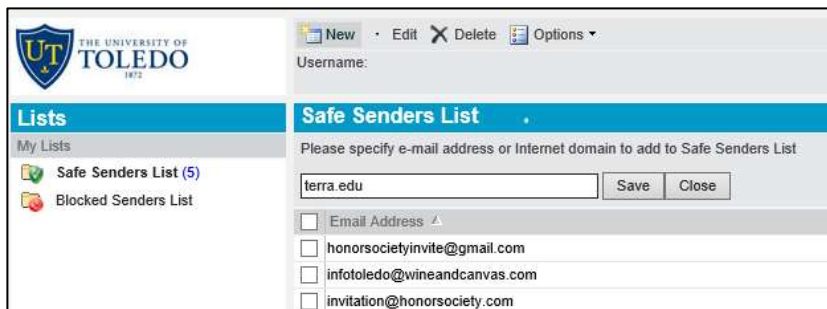 UT THE UNIVERSITY OF
TOLEDO
1872
New · Edit Delete Options
Username:
Lists
My Lists
Safe Senders List (5)
Blocked Senders List
Safe Senders List
Please specify e-mail address or Internet domain to add to Safe Senders List
terra.edu Save Close
Email Address
honorsocietyinvite@gmail.com
infotoledo@wineandcanvas.com
invitation@honorsociety.com